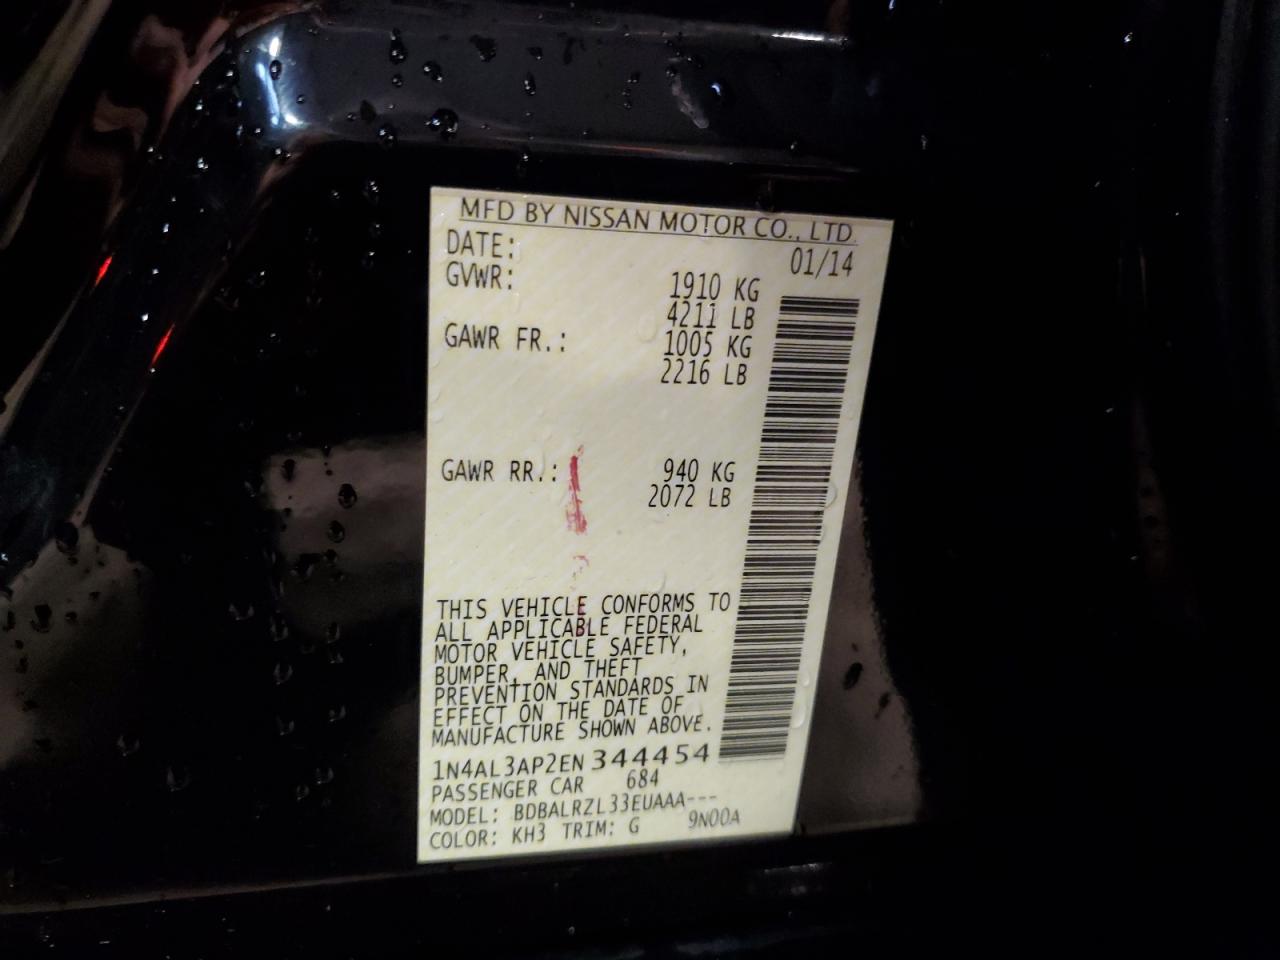 MFD BY NISSAN MOTOR CO., LTD.
DATE: 01/14
GVWR: 1910 KG
4211 LB
GAWR FR.: 1005 KG
2216 LB
GAWR RR.: 940 KG
2072 LB
THIS VEHICLE CONFORMS TO
ALL APPLICABLE FEDERAL
MOTOR VEHICLE SAFETY,
BUMPER, AND THEFT
PREVENTION STANDARDS IN
EFFECT ON THE DATE OF
MANUFACTURE SHOWN ABOVE.
1N4AL3AP2EN344454
PASSENGER CAR 684
MODEL: BDBALRZL33EUAAA---
COLOR: KH3 TRIM: G 9N00A